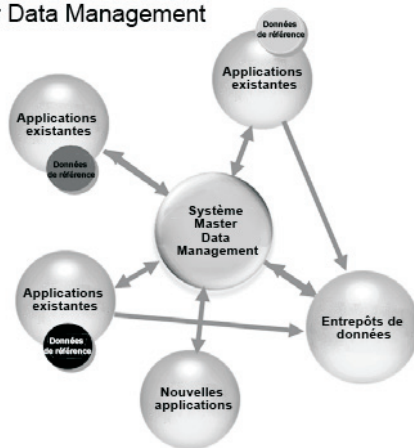 Data Management
Données
de référence
Applications
existantes
Applications
existantes
Données
de référence
Système
Master
Data
Management
Applications
existantes
Données
de référence
Entrepôts de
données
Nouvelles
applications